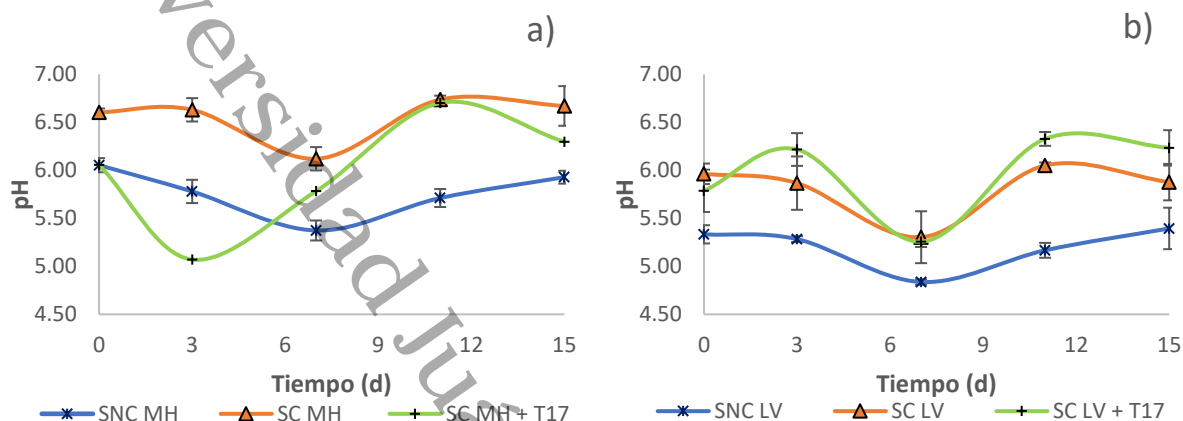 a)
pH
7.00
6.50
6.00
5.50
5.00
4.50
0 3 6 9 12 15
Tiempo (d)
SNC MH SC MH SC MH + T17
b)
pH
7.00
6.50
6.00
5.50
5.00
4.50
0 3 6 9 12 15
Tiempo (d)
SNC LV SC LV SC LV + T17
versidad Ju